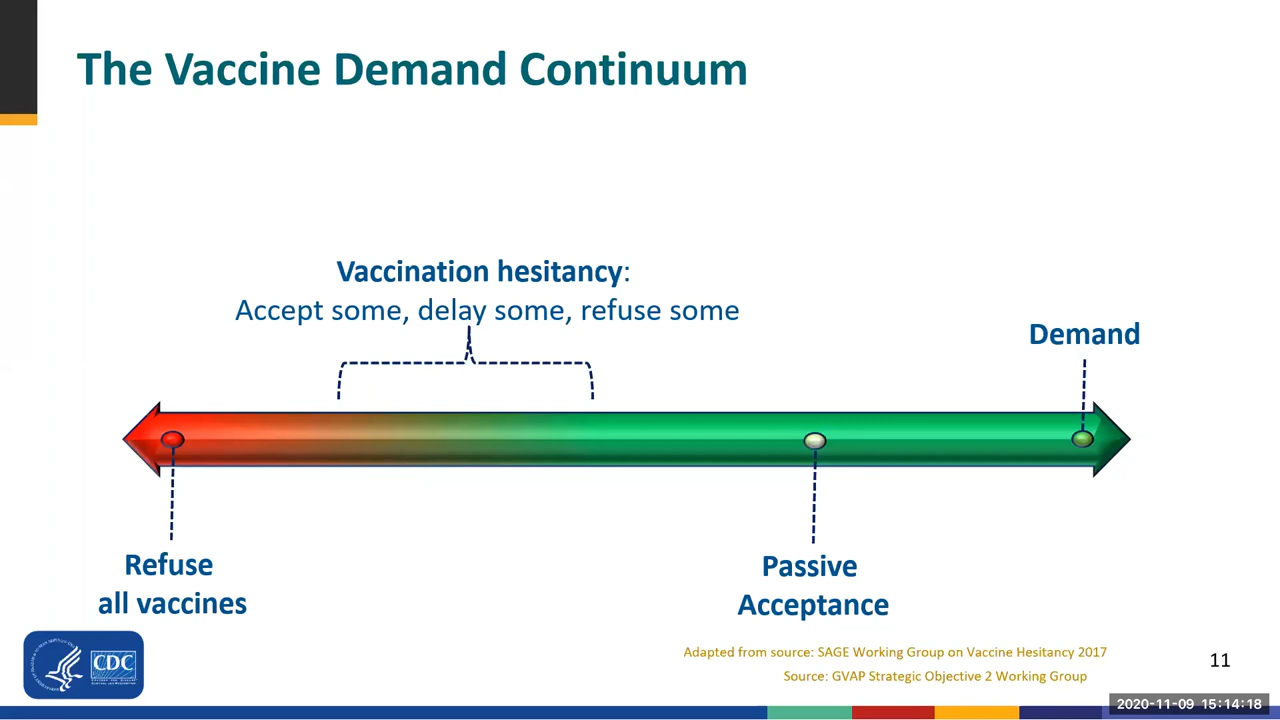 The Vaccine Demand Continuum
Vaccination hesitancy:
Accept some, delay some, refuse some
Demand
Refuse
all vaccines
Passive
Acceptance
CDC
Adapted from source: SAGE Working Group on Vaccine Hesitancy 2017
Source: GVAP Strategic Objective 2 Working Group
11
2020-11-09 15:14:18